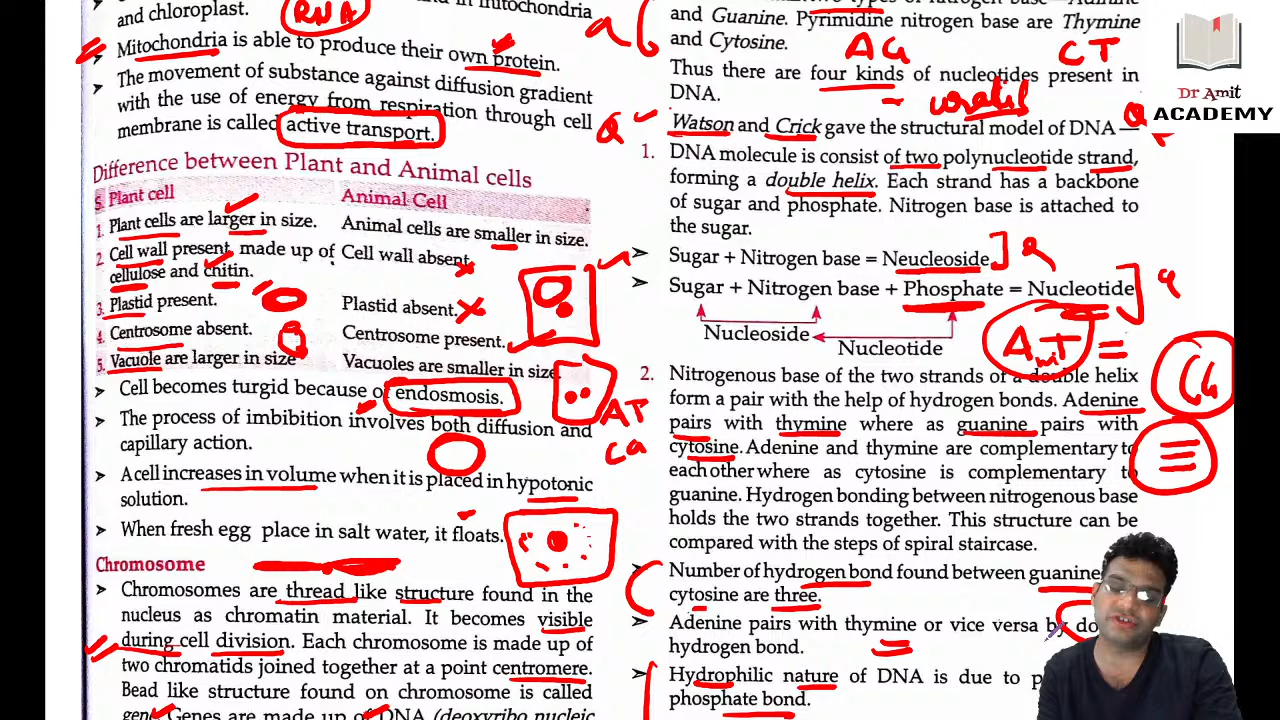 and chloroplast.
RNA
Mitochondria is able to produce their own protein.
The movement of substance against diffusion gradient
with the use of energy from respiration through cell
membrane is called active transport.
Difference between Plant and Animal cells
S. Plant cell Animal Cell
1. Plant cells are larger in size. Animal cells are smaller in size.
2. Cell wall present, made up of Cell wall absent.
cellulose and chitin.
3. Plastid present. Plastid absent.
4. Centrosome absent. Centrosome present.
5. Vacuole are larger in size Vacuoles are smaller in size.
Cell becomes turgid because of endosmosis.
The process of imbibition involves both diffusion and
capillary action.
A cell increases in volume when it is placed in hypotonic
solution.
When fresh egg place in salt water, it floats.
Chromosome
Chromosomes are thread like structure found in the
nucleus as chromatin material. It becomes visible
during cell division. Each chromosome is made up of
two chromatids joined together at a point centromere.
Bead like structure found on chromosome is called
gene. Genes are made up of DNA (deoxyribo nucleic
and Guanine. Pyrimidine nitrogen base are Thymine
and Cytosine.
AG CT
Thus there are four kinds of nucleotides present in
DNA.
Watson and Crick gave the structural model of DNA—
1. DNA molecule is consist of two polynucleotide strand,
forming a double helix. Each strand has a backbone
of sugar and phosphate. Nitrogen base is attached to
the sugar.
Sugar + Nitrogen base = Neucloside
Sugar + Nitrogen base + Phosphate = Nucleotide
Nucleoside
Nucleotide
2. Nitrogenous base of the two strands of a double helix
form a pair with the help of hydrogen bonds. Adenine
pairs with thymine where as guanine pairs with
cytosine. Adenine and thymine are complementary to
each other where as cytosine is complementary to
guanine. Hydrogen bonding between nitrogenous base
holds the two strands together. This structure can be
compared with the steps of spiral staircase.
Number of hydrogen bond found between guanine
cytosine are three.
Adenine pairs with thymine or vice versa by
hydrogen bond.
Hydrophilic nature of DNA is due to
phosphate bond.
AT
Dr Amit
ACADEMY